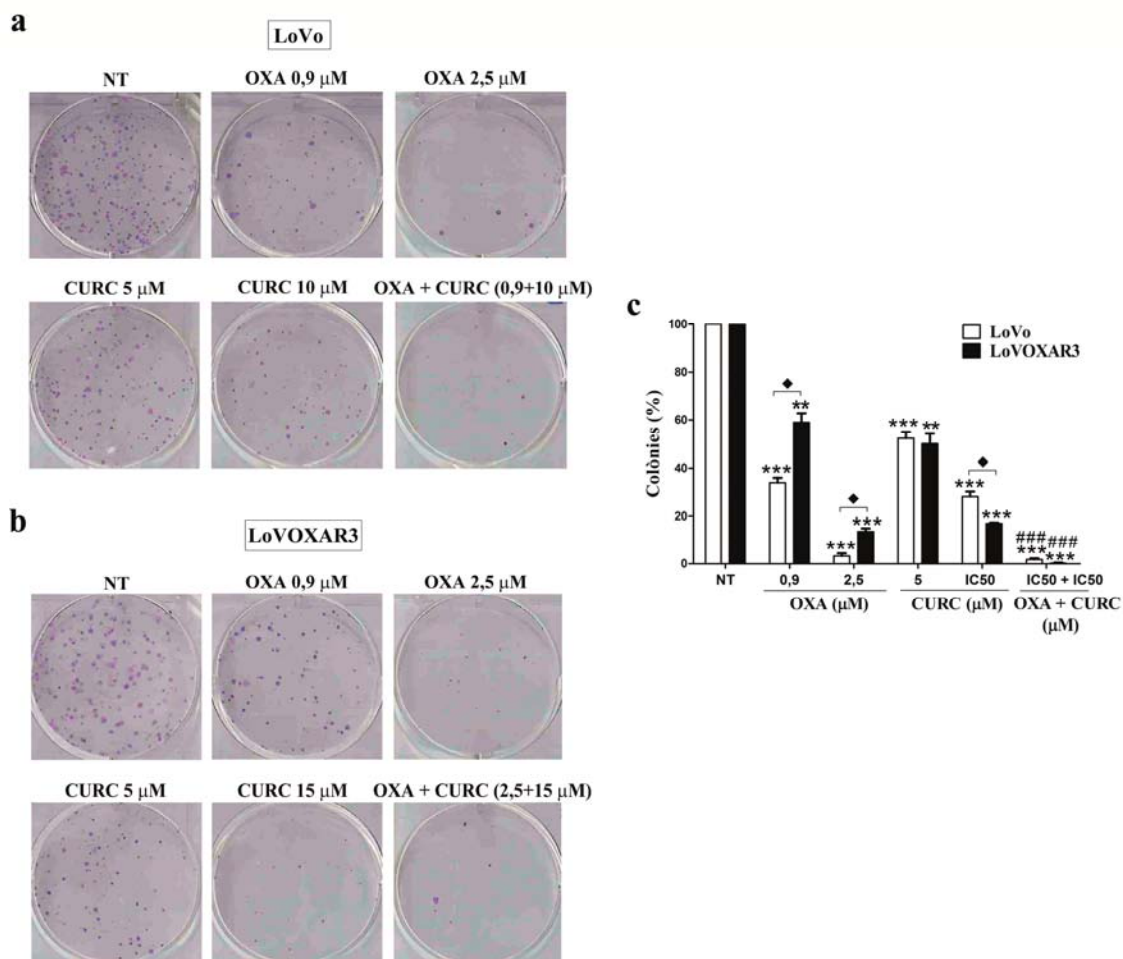 a
LoVo
NT OXA 0,9 µM OXA 2,5 µM
CURC 5 µM CURC 10 µM OXA + CURC (0,9+10 µM)
b
LoVOXAR3
NT OXA 0,9 µM OXA 2,5 µM
CURC 5 µM CURC 15 µM OXA + CURC (2,5+15 µM)
c
LoVo
LoVOXAR3
Colònies (%)
100
80
60
40
20
0
***
**
◆
***
***
◆
***
**
***
***
◆
###
***
###
***
NT 0,9 2,5 5 IC50 IC50 + IC50
OXA (µM) CURC (µM) OXA + CURC
(µM)